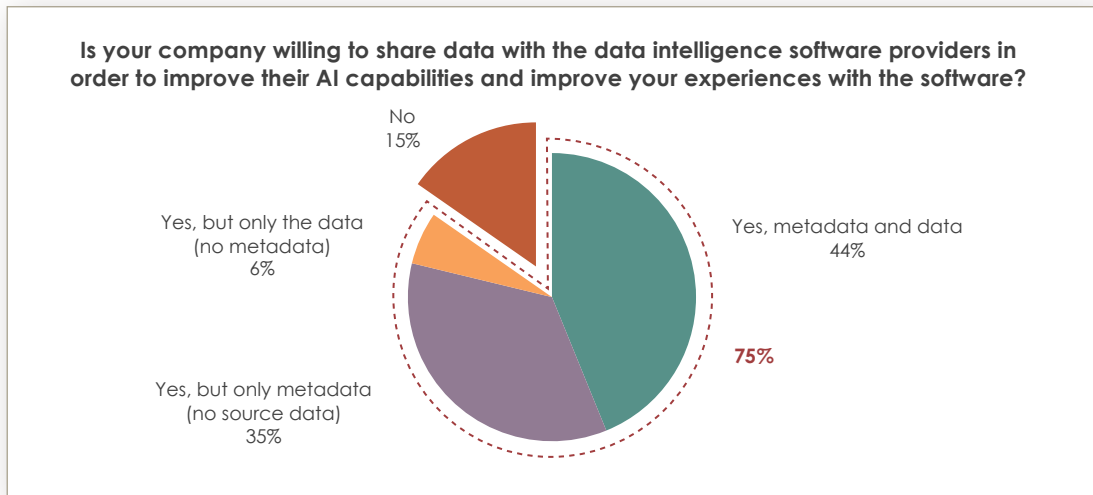 Is your company willing to share data with the data intelligence software providers in
order to improve their AI capabilities and improve your experiences with the software?
No
15%
Yes, but only the data
(no metadata)
6%
Yes, metadata and data
44%
75%
Yes, but only metadata
(no source data)
35%